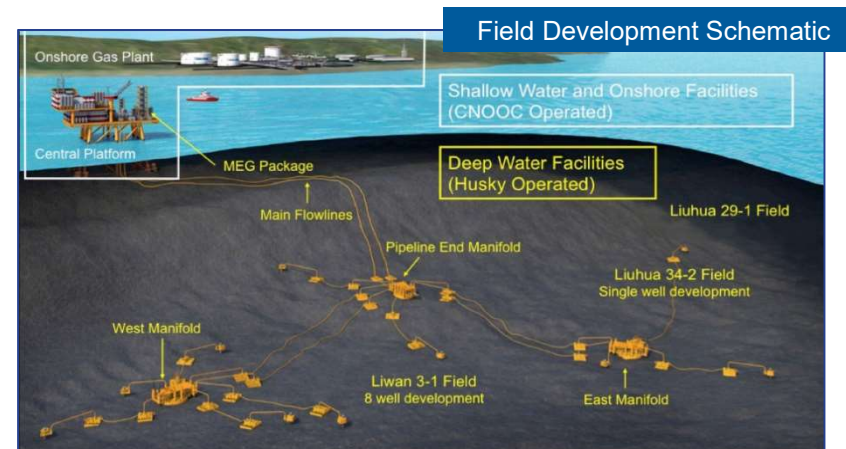 Field Development Schematic
Onshore Gas Plant
Shallow Water and Onshore Facilities
(CNOOC Operated)
Central Platform
MEG Package
Deep Water Facilities
(Husky Operated)
Main Flowlines
Liuhua 29-1 Field
Pipeline End Manifold
Liuhua 34-2 Field
Single well development
West Manifold
Liwan 3-1 Field
8 well development
East Manifold